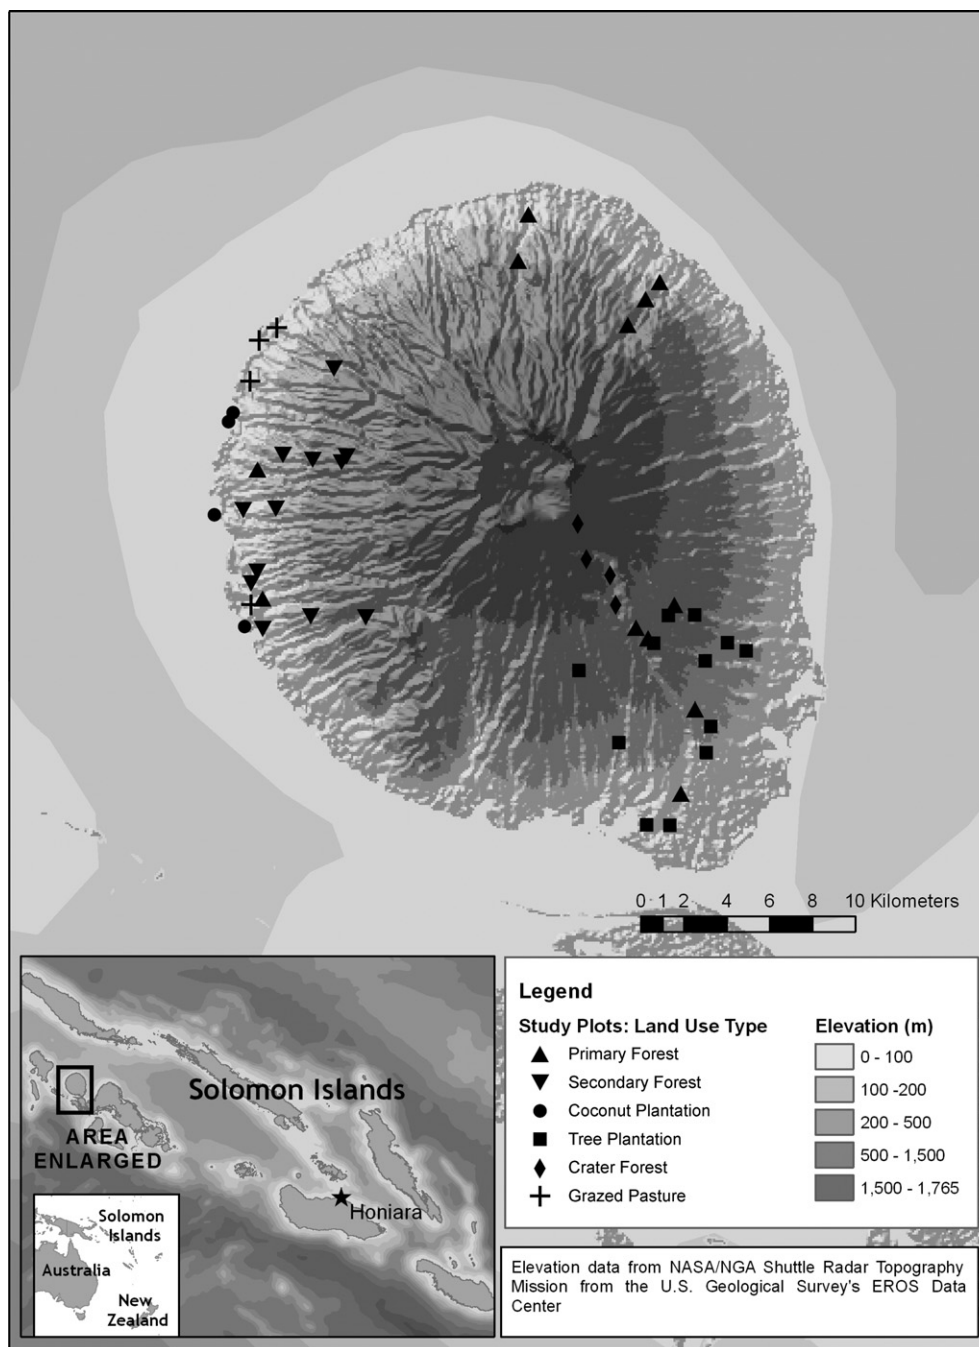 0 1 2 4 6 8 10 Kilometers
Solomon Islands
AREA
ENLARGED
Honiara
Solomon
Islands
Australia
New
Zealand
Legend
Study Plots: Land Use Type
Primary Forest
Secondary Forest
Coconut Plantation
Tree Plantation
Crater Forest
Grazed Pasture
Elevation (m)
0 - 100
100 -200
200 - 500
500 - 1,500
1,500 - 1,765
Elevation data from NASA/NGA Shuttle Radar Topography
Mission from the U.S. Geological Survey's EROS Data
Center